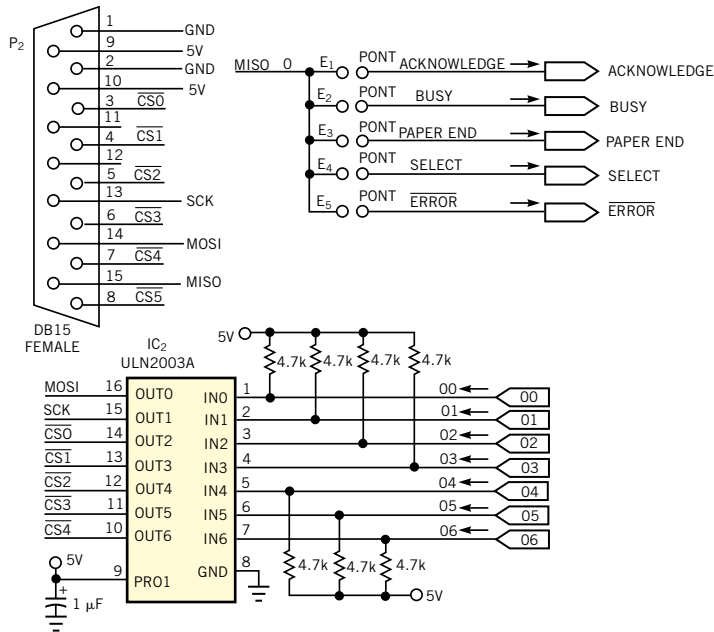 P2
1 GND
9 5V
2 GND
10 5V
3 CS0
11
4 CS1
12
5 CS2
13 SCK
6 CS3
14 MOSI
7 CS4
15 MISO
8 CS5
DB15
FEMALE
MISO 0
E1 PONT ACKNOWLEDGE ACKNOWLEDGE
E2 PONT BUSY BUSY
E3 PONT PAPER END PAPER END
E4 PONT SELECT SELECT
E5 PONT ERROR ERROR
IC2
ULN2003A
5V
4.7k 4.7k 4.7k 4.7k
MOSI 16 OUT0 IN0 1 00 00
SCK 15 OUT1 IN1 2 01 01
CS0 14 OUT2 IN2 3 02 02
CS1 13 OUT3 IN3 4 03 03
CS2 12 OUT4 IN4 5 04 04
CS3 11 OUT5 IN5 6 05 05
CS4 10 OUT6 IN6 7 06 06
5V
9 PRO1 GND 8
4.7k 4.7k 4.7k
5V
+
1 µF